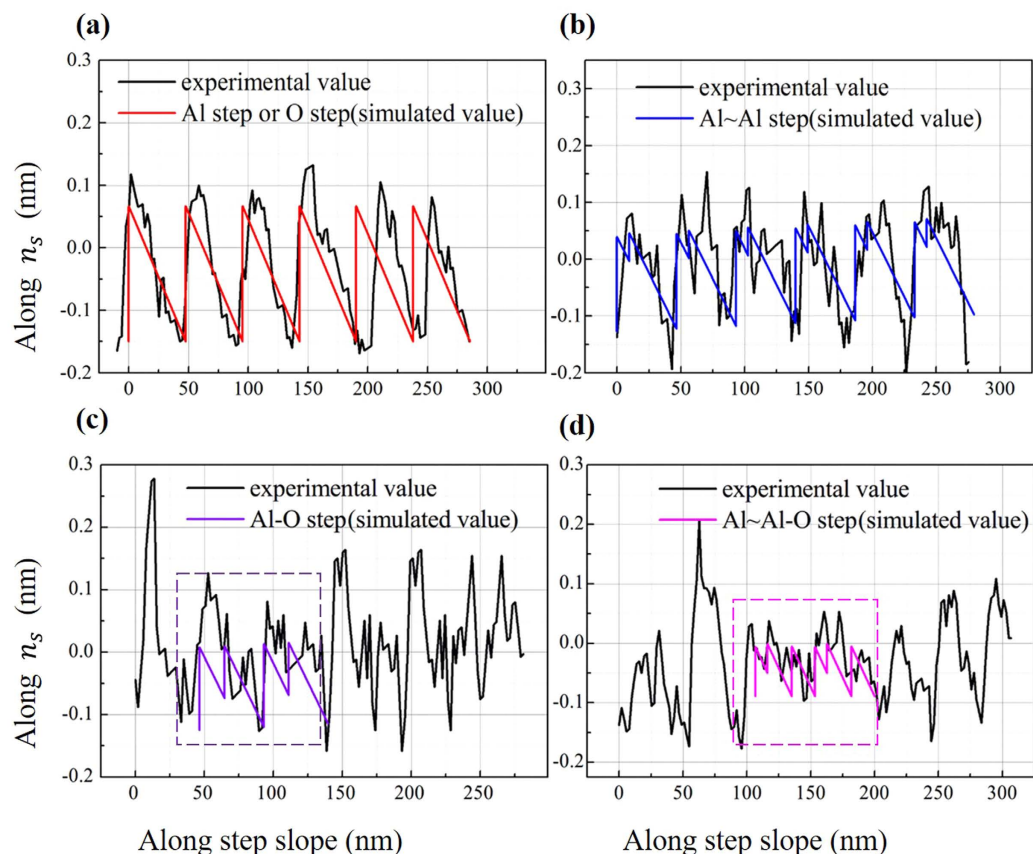 (a)
(b)
0.3
0.2
0.1
0.0
-0.1
-0.2
experimental value
Al step or O step(simulated value)
0 50 100 150 200 250 300
0.3
0.2
0.1
0.0
-0.1
-0.2
experimental value
Al~Al step(simulated value)
0 50 100 150 200 250 300
Along n_s (nm)
(c)
(d)
0.3
0.2
0.1
0.0
-0.1
-0.2
experimental value
Al-O step(simulated value)
0 50 100 150 200 250
0.3
0.2
0.1
0.0
-0.1
-0.2
experimental value
Al~Al-O step(simulated value)
0 50 100 150 200 250 300
Along n_s (nm)
Along step slope (nm)
Along step slope (nm)